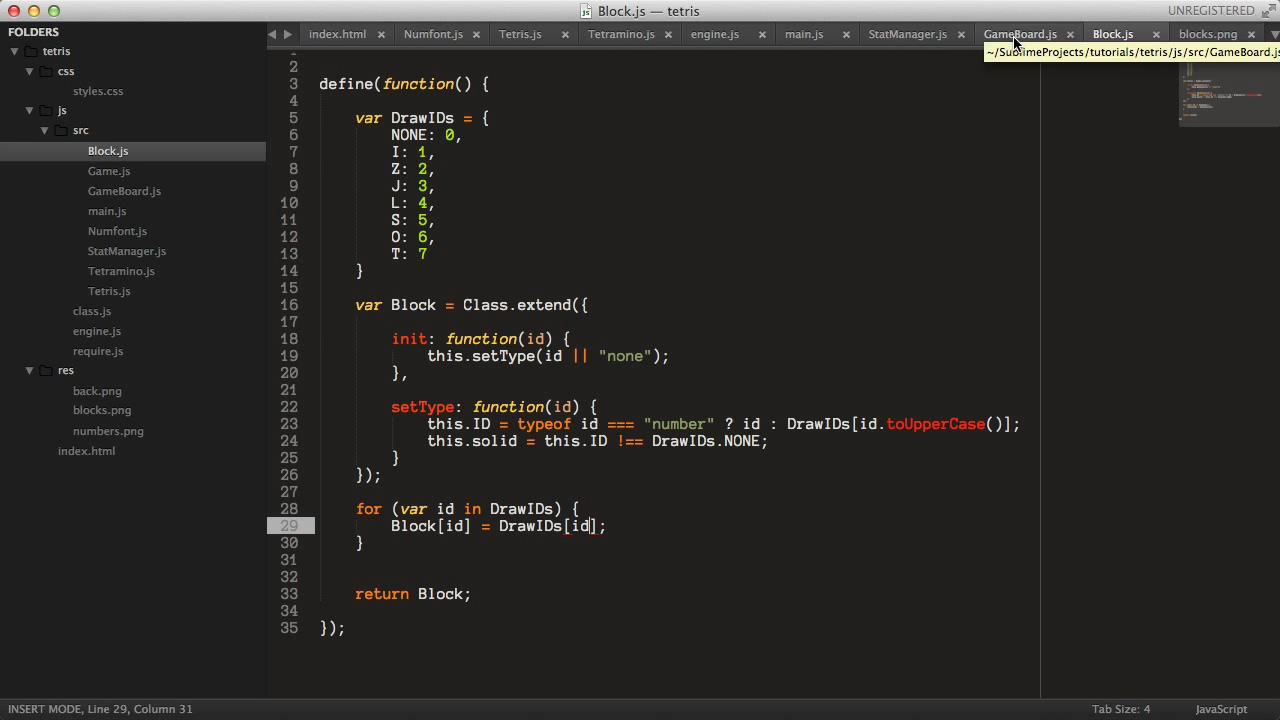 Block.js — tetris
UNREGISTERED
FOLDERS
tetris
css
styles.css
js
src
Block.js
Game.js
GameBoard.js
main.js
Numfont.js
StatManager.js
Tetramino.js
Tetris.js
class.js
engine.js
require.js
res
back.png
blocks.png
numbers.png
index.html
index.html × Numfont.js × Tetris.js × Tetramino.js × engine.js × main.js × StatManager.js × GameBoard.js × Block.js × blocks.png ×
~/SublimeProjects/tutorials/tetris/js/src/GameBoard.js
2
3 define(function() {
4
5 var DrawIDs = {
6 NONE: 0,
7 I: 1,
8 Z: 2,
9 J: 3,
10 L: 4,
11 S: 5,
12 O: 6,
13 T: 7
14 }
15
16 var Block = Class.extend({
17
18 init: function(id) {
19 this.setType(id || "none");
20 },
21
22 setType: function(id) {
23 this.ID = typeof id === "number" ? id : DrawIDs[id.toUpperCase()];
24 this.solid = this.ID !== DrawIDs.NONE;
25 }
26 });
27
28 for (var id in DrawIDs) {
29 Block[id] = DrawIDs[id];
30 }
31
32
33 return Block;
34
35 });
INSERT MODE, Line 29, Column 31
Tab Size: 4
JavaScript